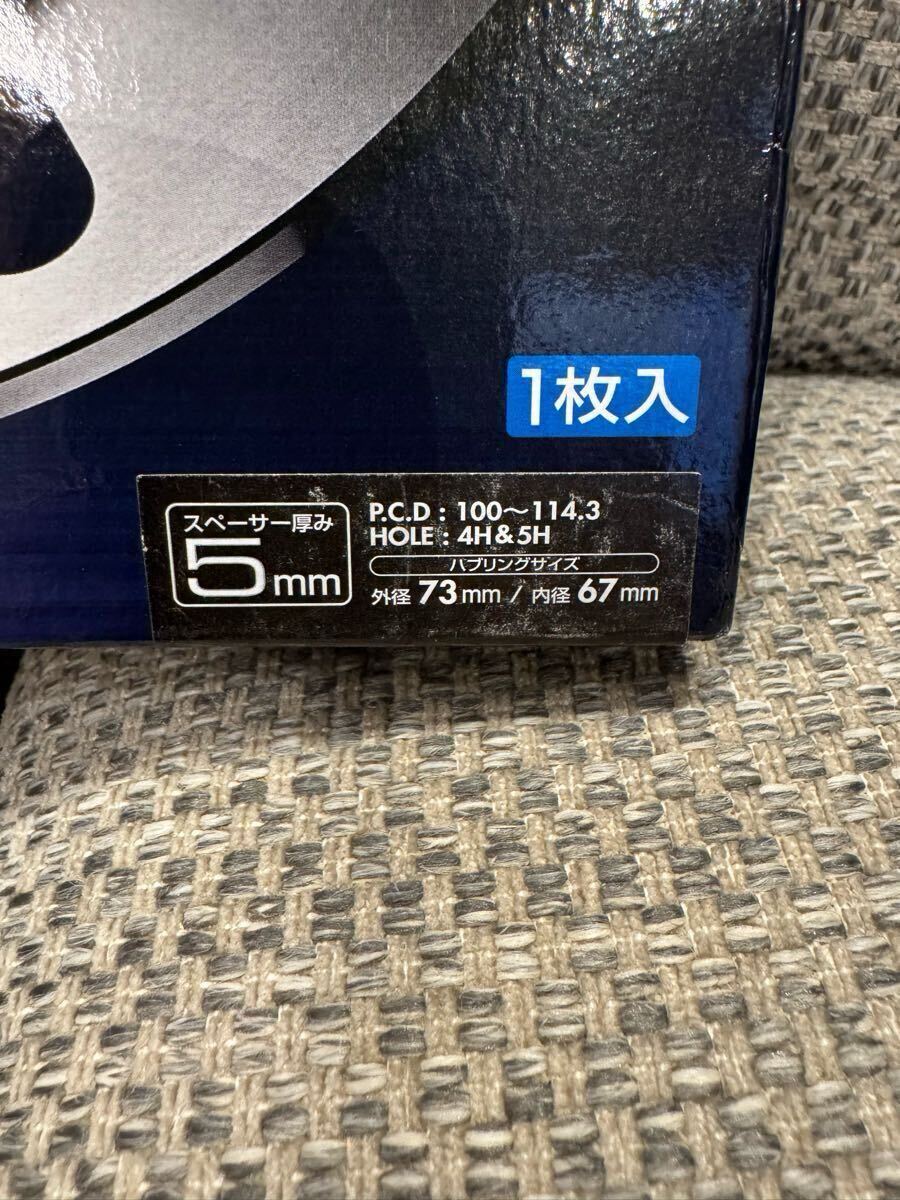 1枚入
スペーサー厚み
5mm
P.C.D : 100〜114.3
HOLE : 4H&5H
ハブリングサイズ
外径 73mm / 内径 67mm